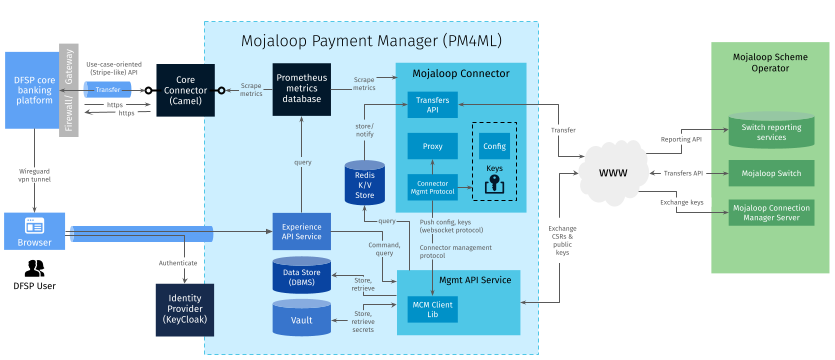 Mojaloop Payment Manager (PM4ML)
DFSP core
banking
platform
Firewall / Gateway
Use-case-oriented
(Stripe-like) API
Transfer
https
https
Core
Connector
(Camel)
Scrape
metrics
Prometheus
metrics
database
Scrape
metrics
Mojaloop Connector
Transfers
API
Proxy
Config
Keys
Connector
Mgmt Protocol
store/
notify
Redis
K/V
Store
query
query
Push config, keys
(websocket protocol)
Connector management
protocol
Wireguard
vpn tunnel
Browser
DFSP User
Authenticate
Identity
Provider
(KeyCloak)
Experience
API Service
Command,
query
Data Store
(DBMS)
Store,
retrieve
Vault
Store,
retrieve
secrets
Mgmt API Service
MCM Client
Lib
Transfer
Exchange
CSRs &
public
keys
WWW
Reporting API
Transfers API
Exchange keys
Mojaloop Scheme
Operator
Switch reporting
services
Mojaloop Switch
Mojaloop Connection
Manager Server